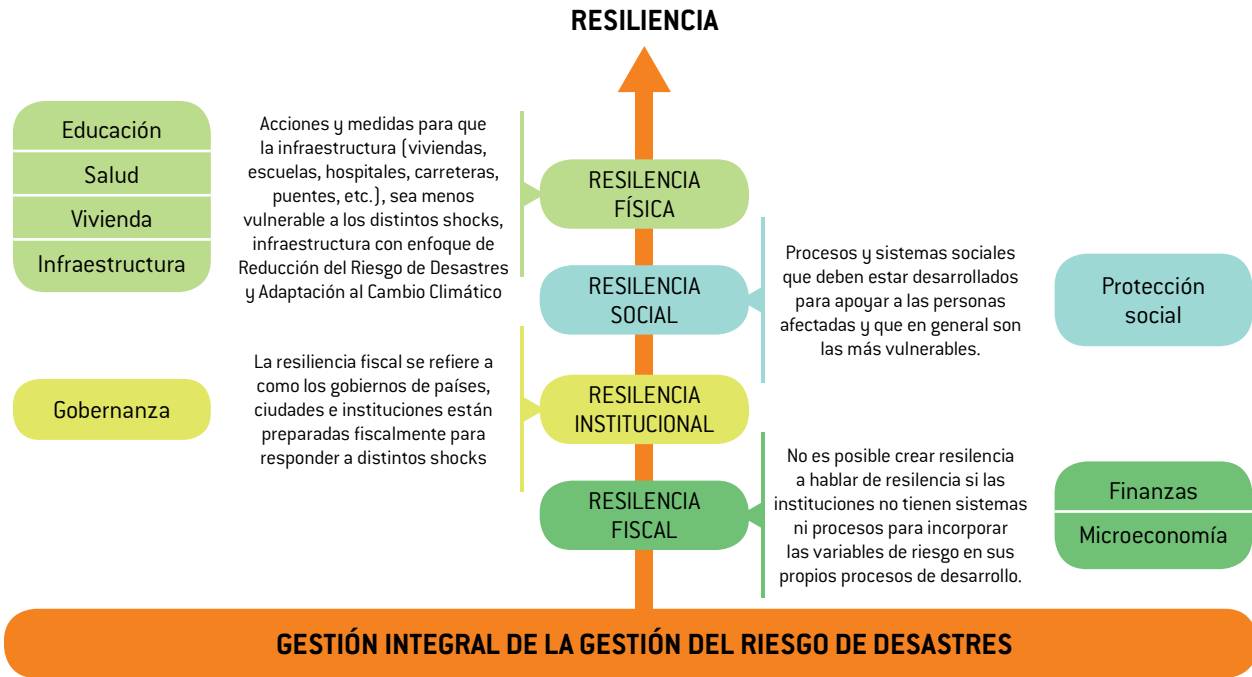 RESILIENCIA
Educación
Salud
Vivienda
Infraestructura
Acciones y medidas para que
la infraestructura (viviendas,
escuelas, hospitales, carreteras,
puentes, etc.), sea menos
vulnerable a los distintos shocks,
infraestructura con enfoque de
Reducción del Riesgo de Desastres
y Adaptación al Cambio Climático
RESILENCIA
FÍSICA
RESILENCIA
SOCIAL
Procesos y sistemas sociales
que deben estar desarrollados
para apoyar a las personas
afectadas y que en general son
las más vulnerables.
Protección
social
Gobernanza
La resiliencia fiscal se refiere a
como los gobiernos de países,
ciudades e instituciones están
preparadas fiscalmente para
responder a distintos shocks
RESILENCIA
INSTITUCIONAL
RESILENCIA
FISCAL
No es posible crear resilencia
a hablar de resilencia si las
instituciones no tienen sistemas
ni procesos para incorporar
las variables de riesgo en sus
propios procesos de desarrollo.
Finanzas
Microeconomía
GESTIÓN INTEGRAL DE LA GESTIÓN DEL RIESGO DE DESASTRES